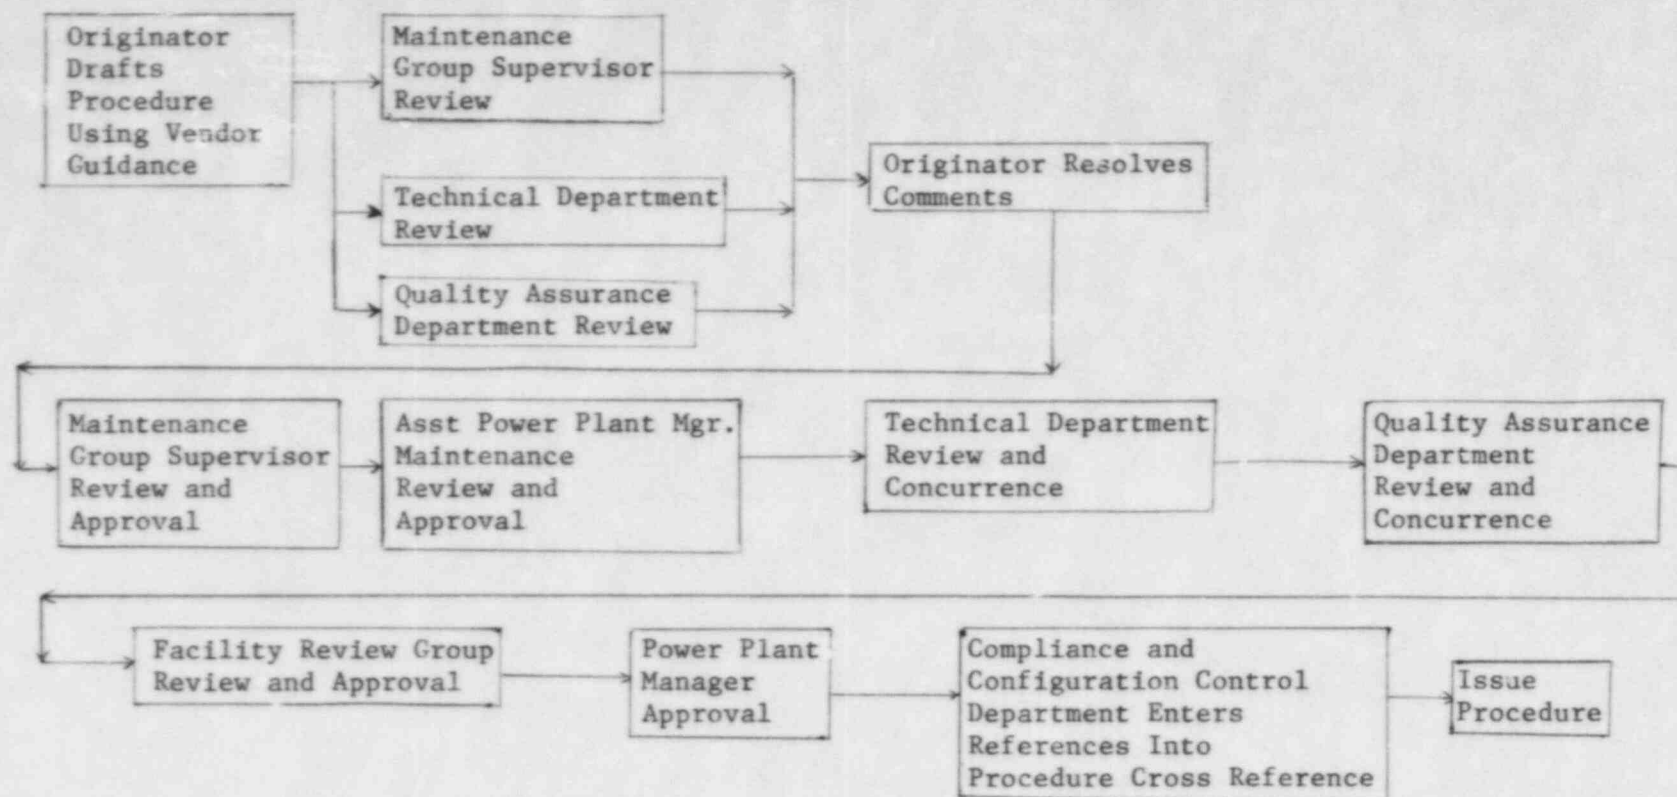 Originator
Drafts
Procedure
Using Vendor
Guidance
Maintenance
Group Supervisor
Review
Technical Department
Review
Quality Assurance
Department Review
Originator Resolves
Comments
Maintenance
Group Supervisor
Review and
Approval
Asst Power Plant Mgr.
Maintenance
Review and
Approval
Technical Department
Review and
Concurrence
Quality Assurance
Department
Review and
Concurrence
Facility Review Group
Review and Approval
Power Plant
Manager
Approval
Compliance and
Configuration Control
Department Enters
References Into
Procedure Cross Reference
Issue
Procedure